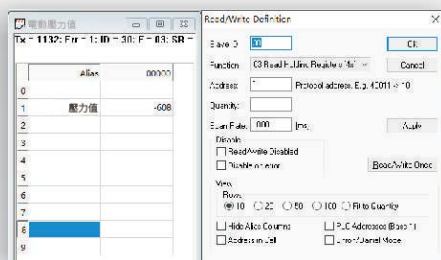 電動壓力值
Tx = 1132: Err = 1: ID = 30: F = 03: SR =
Alias 00000
0
1 壓力值 -608
2
3
4
5
6
7
8
9
Read/Write Definition
Slave ID: 30
OK
Function: 03 Read Holding Registers
Cancel
Address: Protocol address. E.g. 40011 -> 10
Quantity:
Scan Rate: [ms]
Apply
Disable
Read/Write Disabled
Disable on error
Read/Write Once
View
Rows
10 20 50 100 Fit to Quantity
Hide Alias Columns
PLC Addresses (Base 1)
Address in Cell
Enron/Daniel Mode